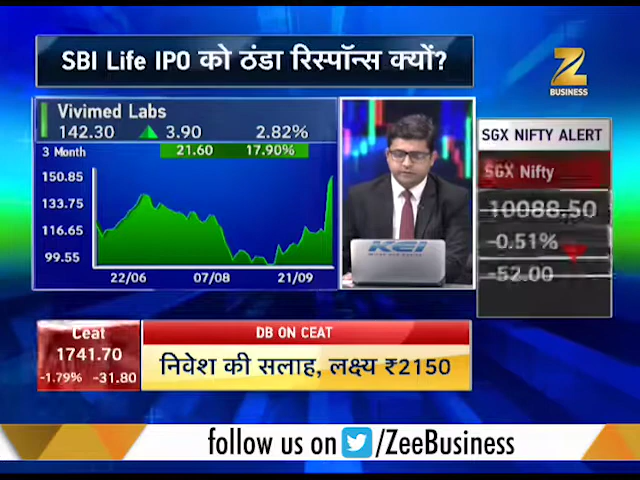 SBI Life IPO को ठंडा रिस्पॉन्स क्यों?
Z
BUSINESS
Vivimed Labs
142.30 3.90 2.82%
3 Month 21.60 17.90%
150.85
133.75
116.65
99.55
22/06 07/08 21/09
KEI
SGX NIFTY ALERT
SGX Nifty
10088.50
-0.51%
-52.00
Ceat
1741.70
-1.79% -31.80
DB ON CEAT
निवेश की सलाह, लक्ष्य ₹2150
follow us on /ZeeBusiness